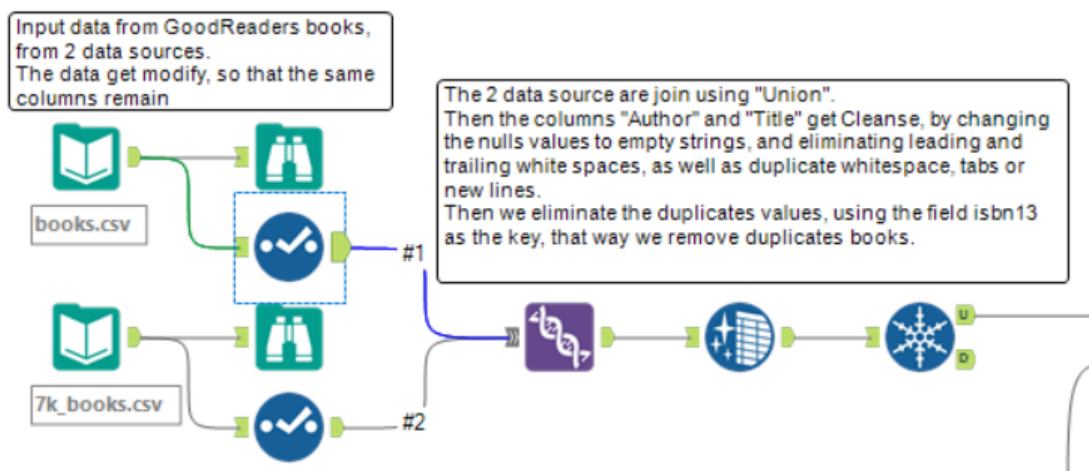 Input data from GoodReaders books,
from 2 data sources.
The data get modify, so that the same
columns remain
The 2 data source are join using "Union".
Then the columns "Author" and "Title" get Cleanse, by changing
the nulls values to empty strings, and eliminating leading and
trailing white spaces, as well as duplicate whitespace, tabs or
new lines.
Then we eliminate the duplicates values, using the field isbn13
as the key, that way we remove duplicates books.
books.csv
#1
7k_books.csv
#2
U
D